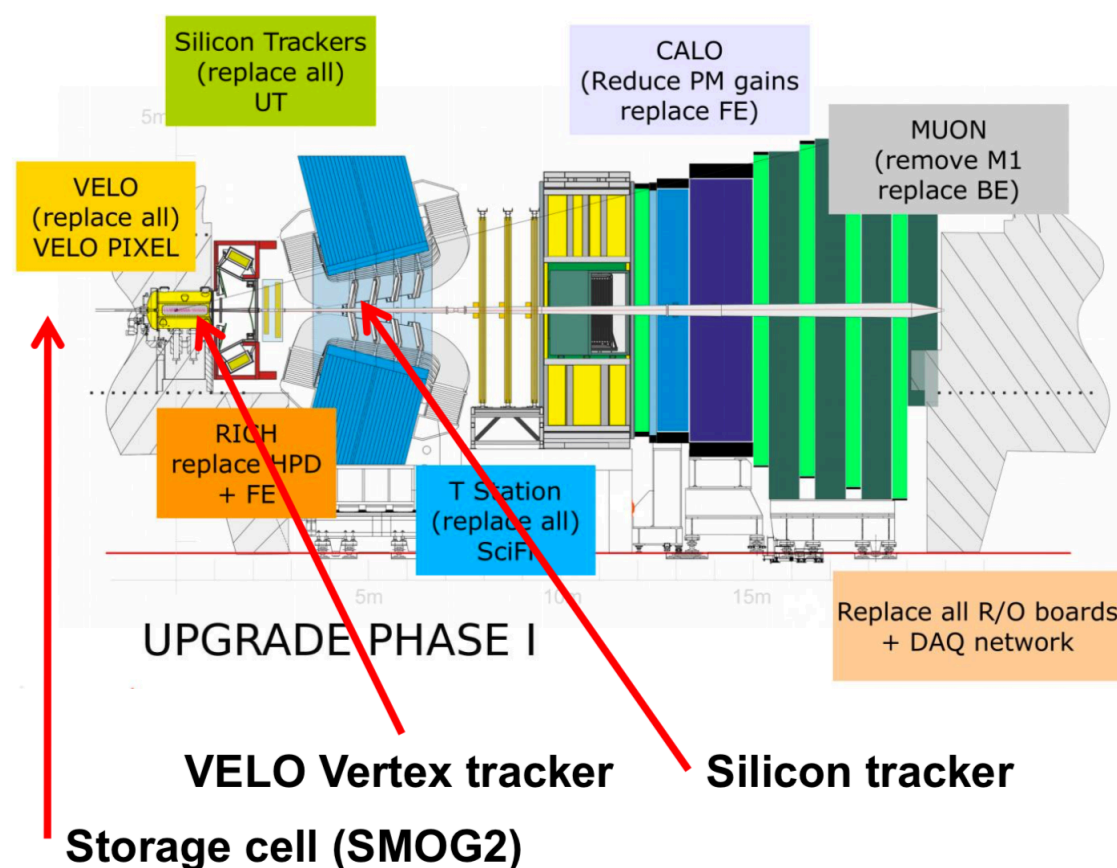 Silicon Trackers
(replace all)
UT
CALO
(Reduce PM gains
replace FE)
MUON
(remove M1
replace BE)
5m
VELO
(replace all)
VELO PIXEL
RICH
replace HPD
+ FE
T Station
(replace all)
SciFi
5m
10m
15m
Replace all R/O boards
+ DAQ network
UPGRADE PHASE I
VELO Vertex tracker
Silicon tracker
Storage cell (SMOG2)